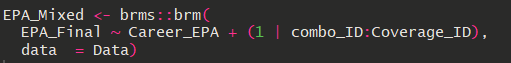 EPA_Mixed <- brms::brm(
  EPA_Final ~ Career_EPA + (1 | combo_ID:Coverage_ID),
  data  = Data)